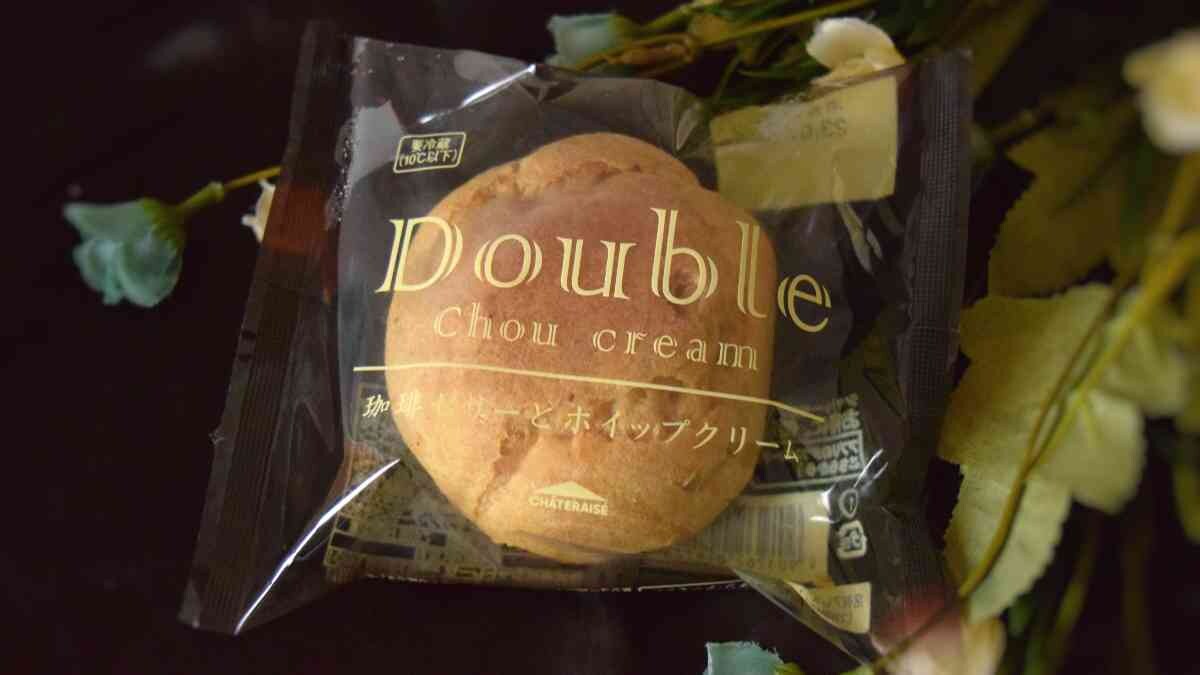 要冷蔵
(10℃以下)
Double
chou cream
珈琲ゼリーとホイップクリーム
CHÂTERAISÉ